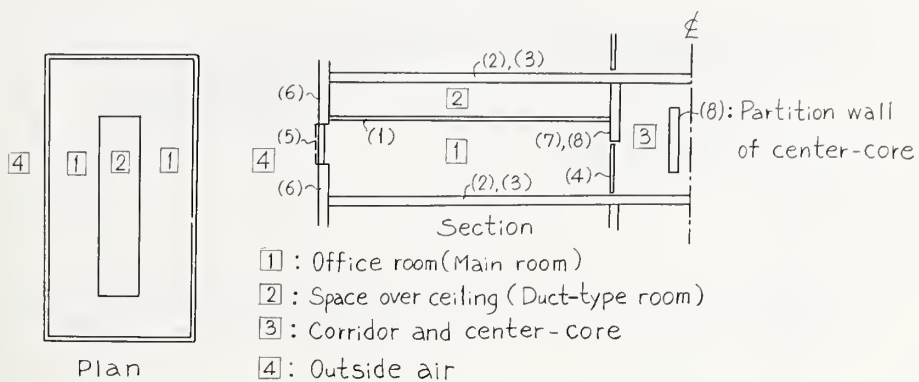 4
1
2
1
Plan
℄
(2),(3)
(6)
2
(1)
(5)
4
1
(7),(8)
3
(8): Partition wall
of center-core
(4)
(6)
(2),(3)
Section
1 : Office room (Main room)
2 : Space over ceiling (Duct-type room)
3 : Corridor and center-core
4 : Outside air